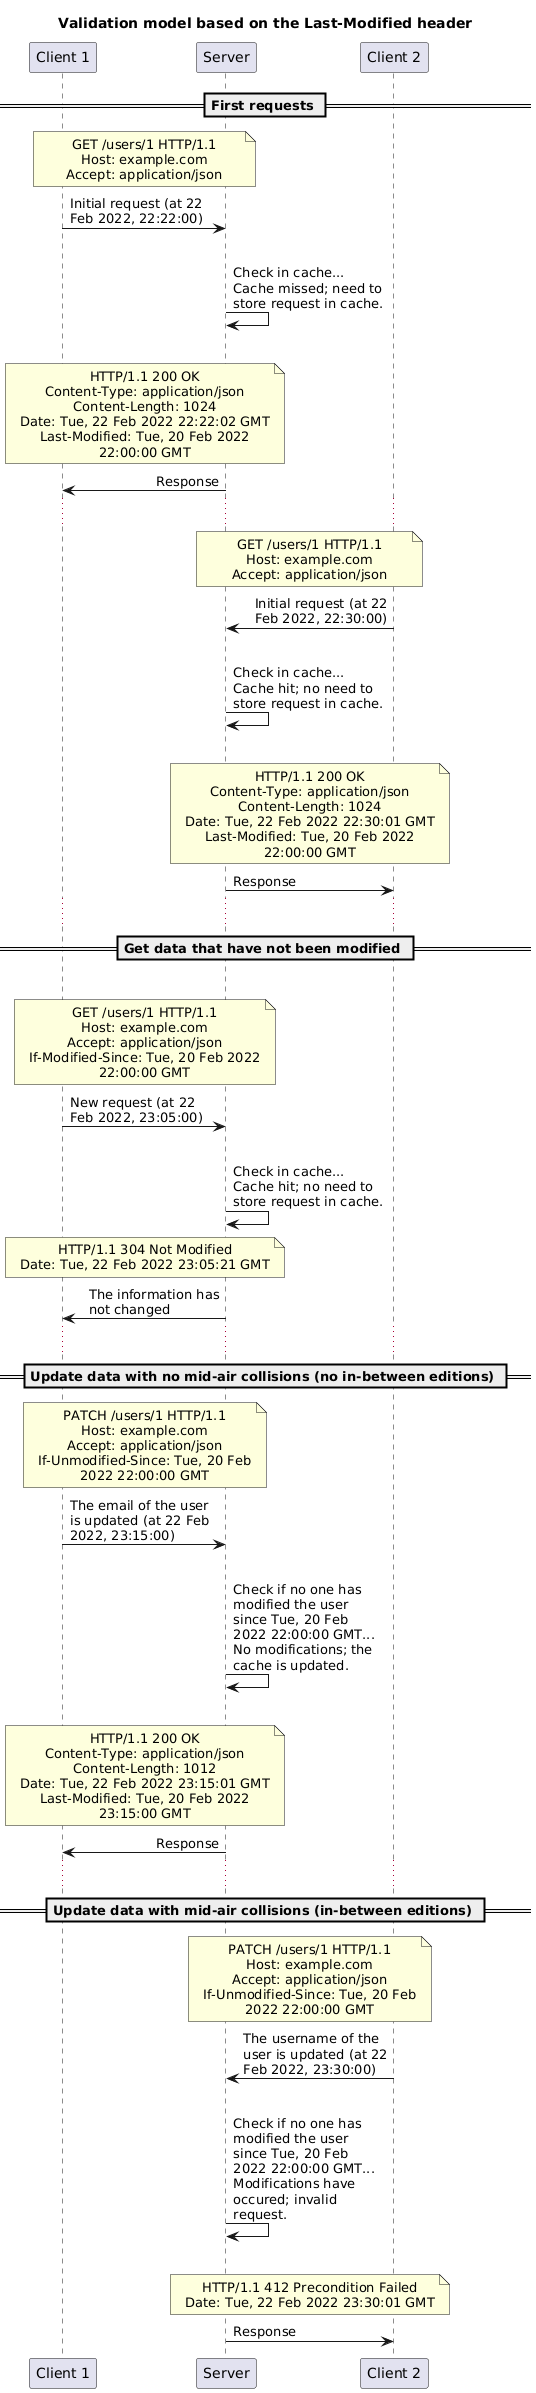 Validation model based on the Last-Modified header
Client 1
Server
Client 2
First requests
GET /users/1 HTTP/1.1
Host: example.com
Accept: application/json
Initial request (at 22
Feb 2022, 22:22:00)
Check in cache...
Cache missed; need to
store request in cache.
HTTP/1.1 200 OK
Content-Type: application/json
Content-Length: 1024
Date: Tue, 22 Feb 2022 22:22:02 GMT
Last-Modified: Tue, 20 Feb 2022
22:00:00 GMT
Response
GET /users/1 HTTP/1.1
Host: example.com
Accept: application/json
Initial request (at 22
Feb 2022, 22:30:00)
Check in cache...
Cache hit; no need to
store request in cache.
HTTP/1.1 200 OK
Content-Type: application/json
Content-Length: 1024
Date: Tue, 22 Feb 2022 22:30:01 GMT
Last-Modified: Tue, 20 Feb 2022
22:00:00 GMT
Response
Get data that have not been modified
GET /users/1 HTTP/1.1
Host: example.com
Accept: application/json
If-Modified-Since: Tue, 20 Feb 2022
22:00:00 GMT
New request (at 22
Feb 2022, 23:05:00)
Check in cache...
Cache hit; no need to
store request in cache.
HTTP/1.1 304 Not Modified
Date: Tue, 22 Feb 2022 23:05:21 GMT
The information has
not changed
Update data with no mid-air collisions (no in-between editions)
PATCH /users/1 HTTP/1.1
Host: example.com
Accept: application/json
If-Unmodified-Since: Tue, 20 Feb
2022 22:00:00 GMT
The email of the user
is updated (at 22 Feb
2022, 23:15:00)
Check if no one has
modified the user
since Tue, 20 Feb
2022 22:00:00 GMT...
No modifications; the
cache is updated.
HTTP/1.1 200 OK
Content-Type: application/json
Content-Length: 1012
Date: Tue, 22 Feb 2022 23:15:01 GMT
Last-Modified: Tue, 20 Feb 2022
23:15:00 GMT
Response
Update data with mid-air collisions (in-between editions)
PATCH /users/1 HTTP/1.1
Host: example.com
Accept: application/json
If-Unmodified-Since: Tue, 20 Feb
2022 22:00:00 GMT
The username of the
user is updated (at 22
Feb 2022, 23:30:00)
Check if no one has
modified the user
since Tue, 20 Feb
2022 22:00:00 GMT...
Modifications have
occured; invalid
request.
HTTP/1.1 412 Precondition Failed
Date: Tue, 22 Feb 2022 23:30:01 GMT
Response
Client 1
Server
Client 2